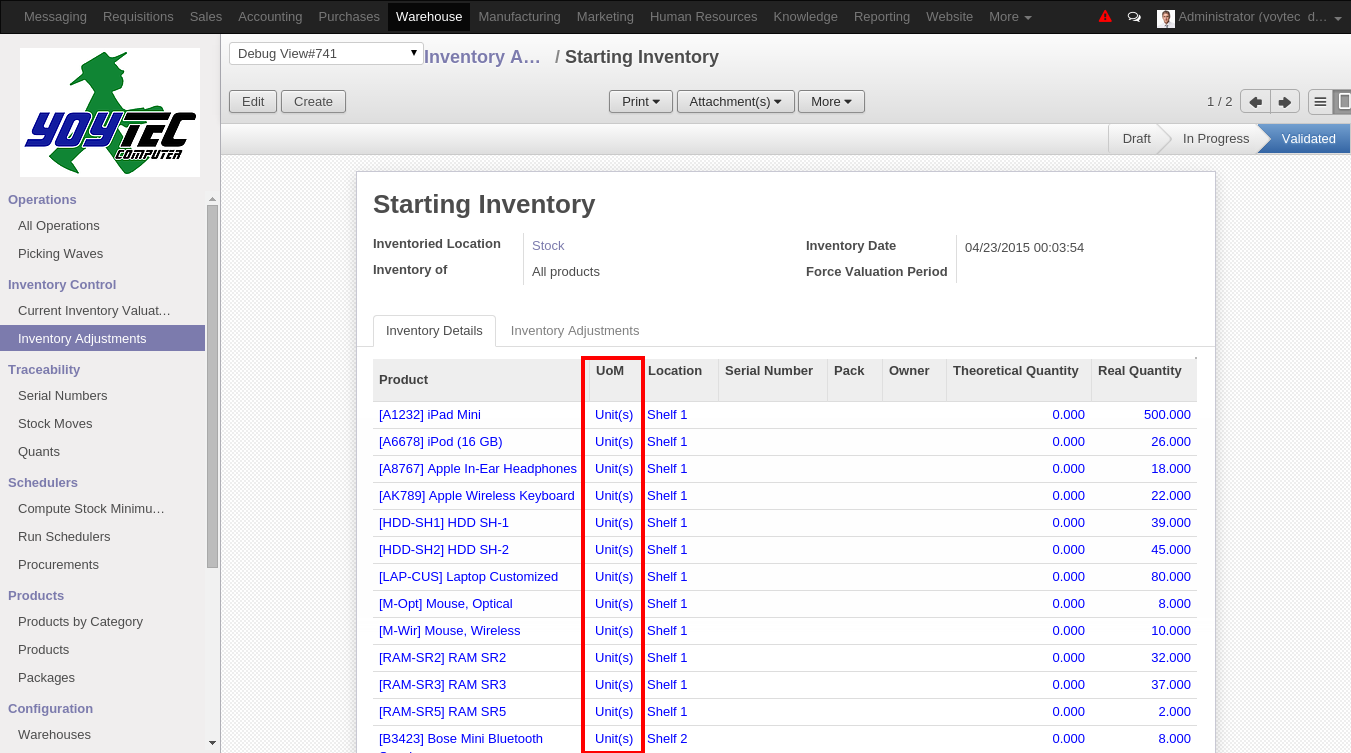 Messaging Requisitions Sales Accounting Purchases Warehouse Manufacturing Marketing Human Resources Knowledge Reporting Website More Administrator (yoytec_d...
Debug View#741 Inventory A… / Starting Inventory
Edit Create Print Attachment(s) More 1 / 2
Draft In Progress Validated
YOYTEC
COMPUTER
Operations
All Operations
Picking Waves
Inventory Control
Current Inventory Valuat…
Inventory Adjustments
Traceability
Serial Numbers
Stock Moves
Quants
Schedulers
Compute Stock Minimu…
Run Schedulers
Procurements
Products
Products by Category
Products
Packages
Configuration
Warehouses
Starting Inventory
Inventoried Location Stock Inventory Date 04/23/2015 00:03:54
Inventory of All products Force Valuation Period
Inventory Details Inventory Adjustments
Product UoM Location Serial Number Pack Owner Theoretical Quantity Real Quantity
[A1232] iPad Mini Unit(s) Shelf 1 0.000 500.000
[A6678] iPod (16 GB) Unit(s) Shelf 1 0.000 26.000
[A8767] Apple In-Ear Headphones Unit(s) Shelf 1 0.000 18.000
[AK789] Apple Wireless Keyboard Unit(s) Shelf 1 0.000 22.000
[HDD-SH1] HDD SH-1 Unit(s) Shelf 1 0.000 39.000
[HDD-SH2] HDD SH-2 Unit(s) Shelf 1 0.000 45.000
[LAP-CUS] Laptop Customized Unit(s) Shelf 1 0.000 80.000
[M-Opt] Mouse, Optical Unit(s) Shelf 1 0.000 8.000
[M-Wir] Mouse, Wireless Unit(s) Shelf 1 0.000 10.000
[RAM-SR2] RAM SR2 Unit(s) Shelf 1 0.000 32.000
[RAM-SR3] RAM SR3 Unit(s) Shelf 1 0.000 37.000
[RAM-SR5] RAM SR5 Unit(s) Shelf 1 0.000 2.000
[B3423] Bose Mini Bluetooth Unit(s) Shelf 2 0.000 8.000